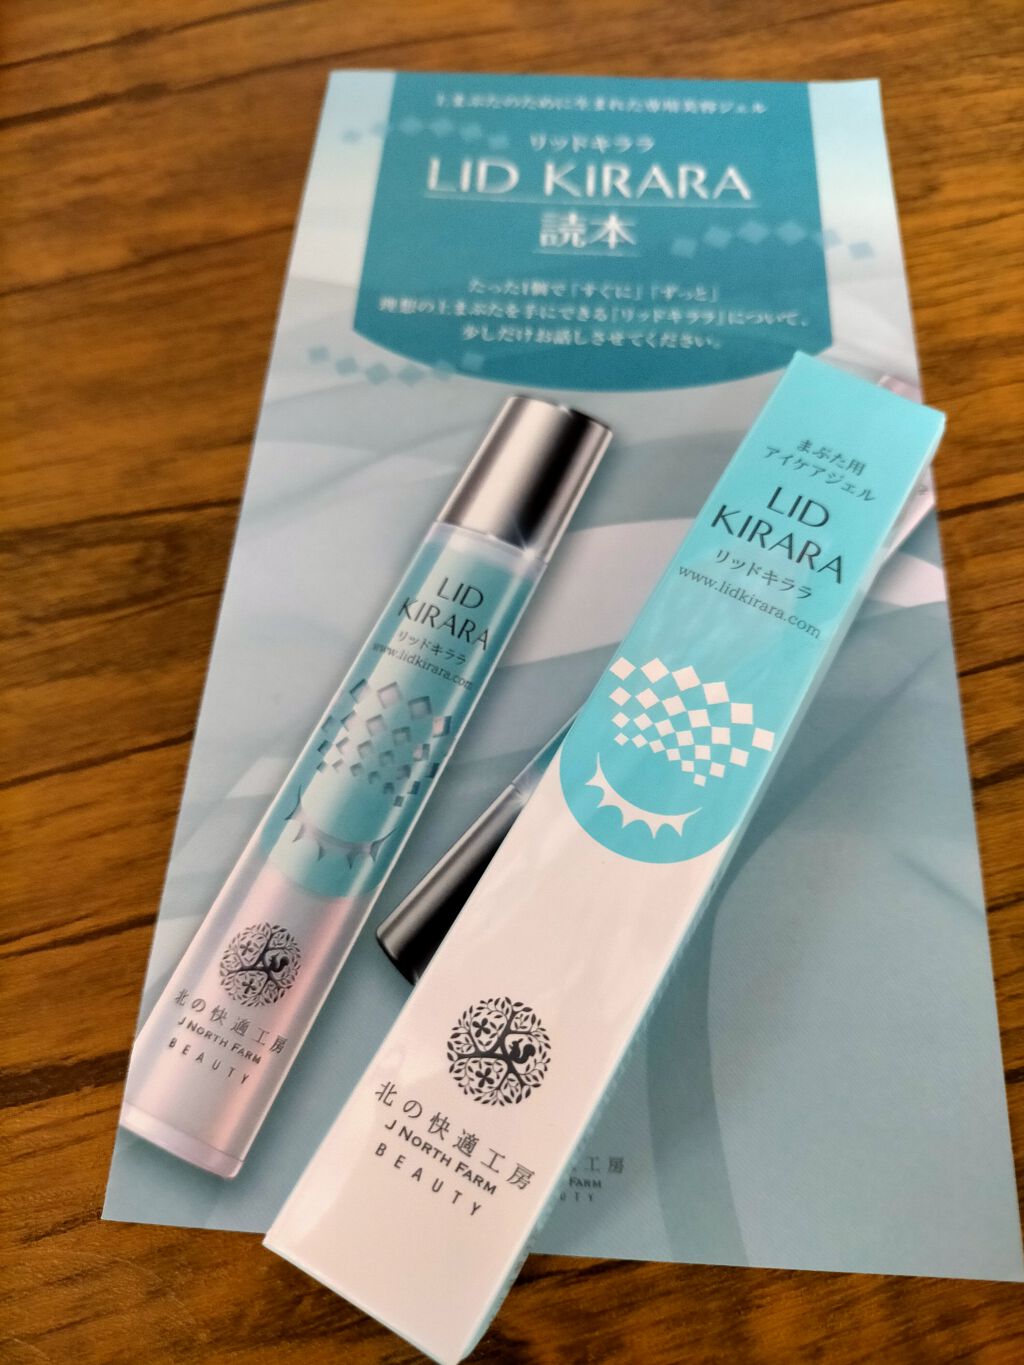 上まぶたのために生まれた専用美容ジェル
リッドキララ
LID KIRARA
読本
たった1個で「すぐに」「ずっと」
理想の上まぶたを手にできる「リッドキララ」について、
少しだけお話しさせてください。
LID
KIRARA
リッドキララ
www.lidkirara.com
北の快適工房
J NORTH FARM
BEAUTY
まぶた用
アイケアジェル
LID
KIRARA
リッドキララ
www.lidkirara.com
北の快適工房
J NORTH FARM
BEAUTY
工房
FARM
UTY